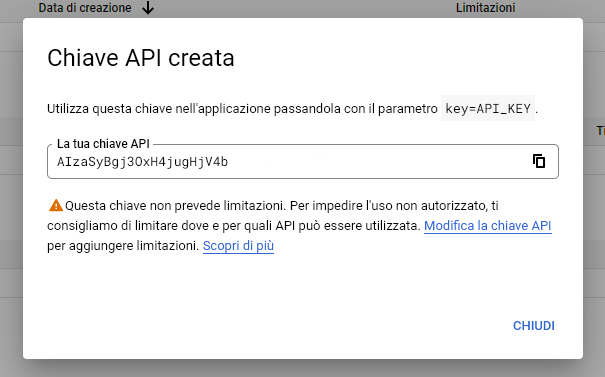 Data di creazione Limitazioni
Chiave API creata
Utilizza questa chiave nell'applicazione passandola con il parametro key=API_KEY.
La tua chiave API
AIzaSyBgj3OxH4jugHjV4b
Questa chiave non prevede limitazioni. Per impedire l'uso non autorizzato, ti
consigliamo di limitare dove e per quali API può essere utilizzata. Modifica la chiave API
per aggiungere limitazioni. Scopri di più
CHIUDI